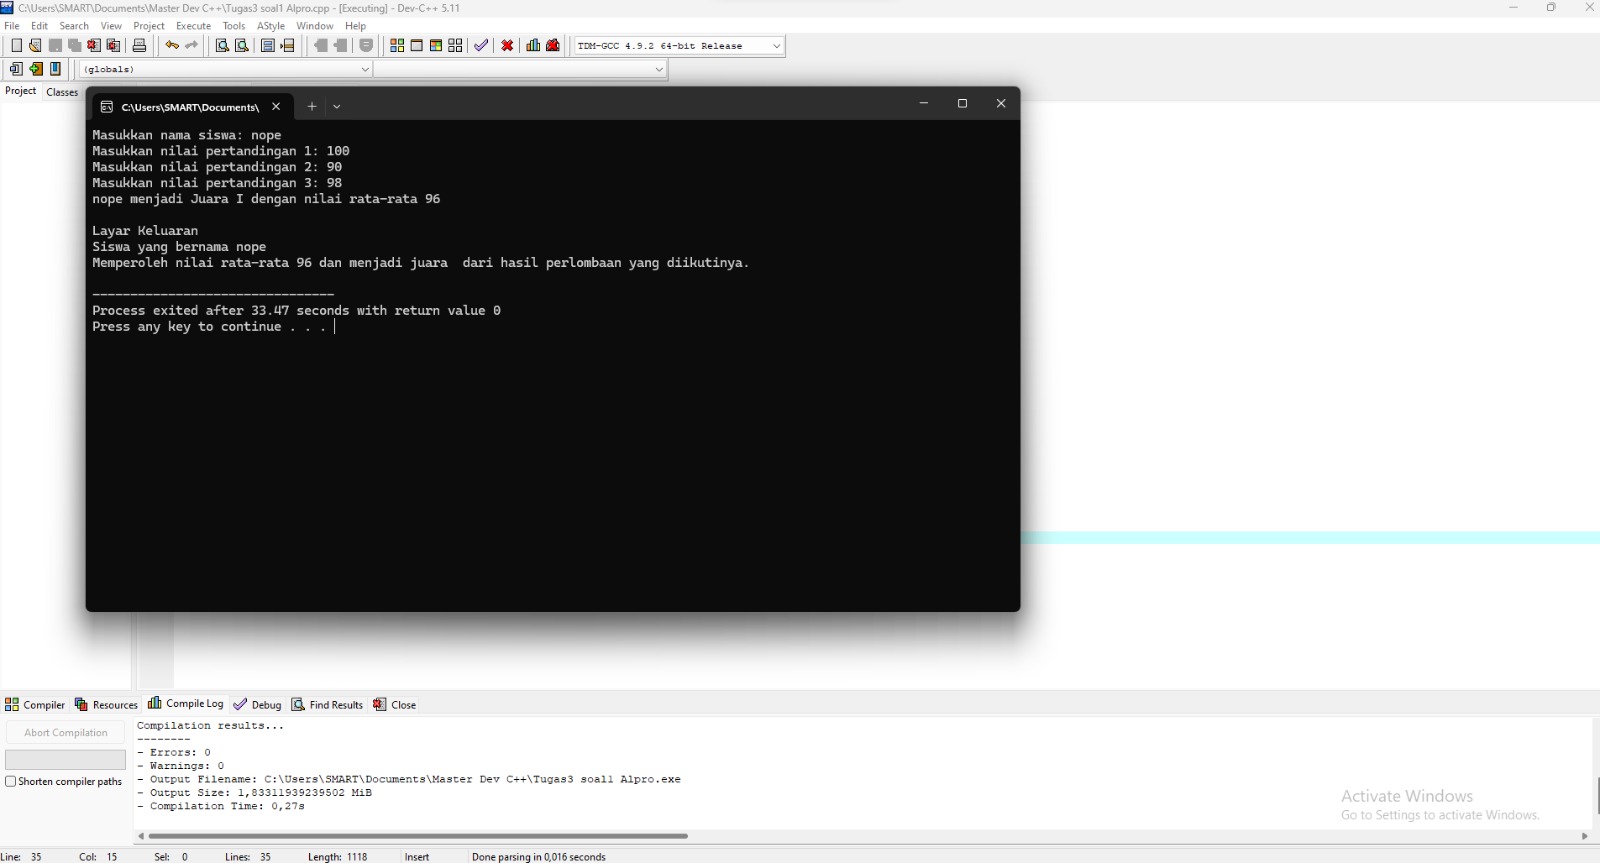 C:\Users\SMART\Documents\Master Dev C++\Tugas3 soal1 Alpro.cpp - [Executing] - Dev-C++ 5.11
File Edit Search View Project Execute Tools AStyle Window Help
TDM-GCC 4.9.2 64-bit Release
(globals)
Project Classes
C:\Users\SMART\Documents\
Masukkan nama siswa: nope
Masukkan nilai pertandingan 1: 100
Masukkan nilai pertandingan 2: 90
Masukkan nilai pertandingan 3: 98
nope menjadi Juara I dengan nilai rata-rata 96
Layar Keluaran
Siswa yang bernama nope
Memperoleh nilai rata-rata 96 dan menjadi juara  dari hasil perlombaan yang diikutinya.
--------------------------------
Process exited after 33.47 seconds with return value 0
Press any key to continue . . .
Compiler Resources Compile Log Debug Find Results Close
Abort Compilation
Shorten compiler paths
Compilation results...
--------
- Errors: 0
- Warnings: 0
- Output Filename: C:\Users\SMART\Documents\Master Dev C++\Tugas3 soal1 Alpro.exe
- Output Size: 1,83311939239502 MiB
- Compilation Time: 0,27s
Activate Windows
Go to Settings to activate Windows.
Line: 35 Col: 15 Sel: 0 Lines: 35 Length: 1118 Insert Done parsing in 0,016 seconds